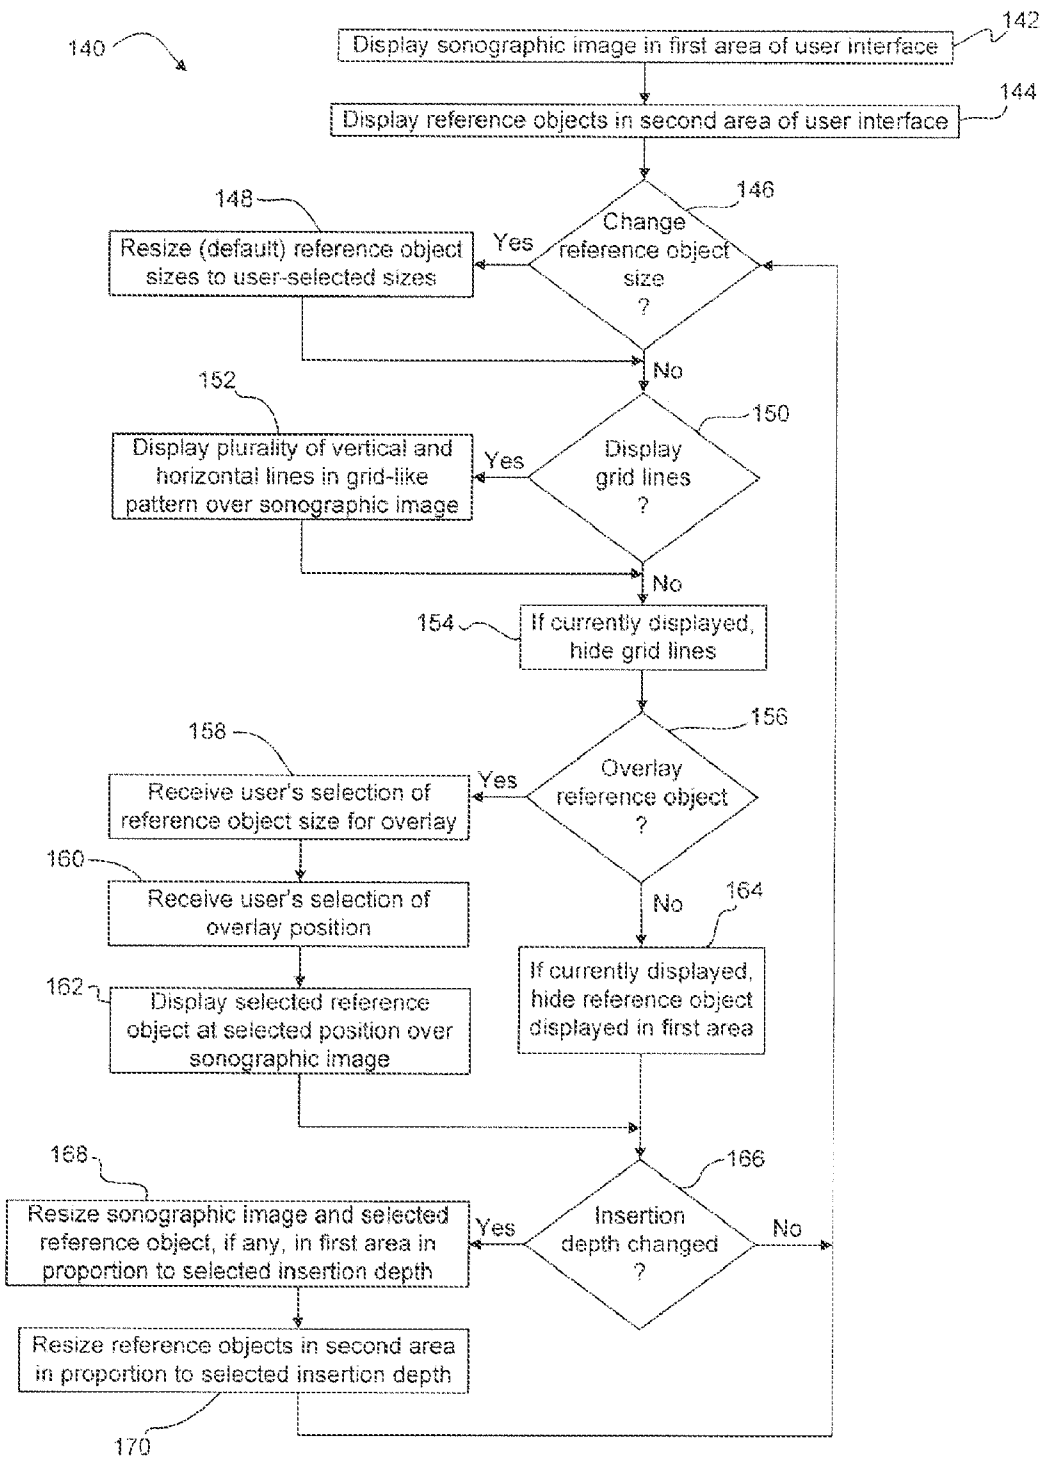 140
Display sonographic image in first area of user interface
142
Display reference objects in second area of user interface
144
146
Change
reference object
size
?
Yes
148
Resize (default) reference object
sizes to user-selected sizes
No
150
Display
grid lines
?
Yes
152
Display plurality of vertical and
horizontal lines in grid-like
pattern over sonographic image
No
154
If currently displayed,
hide grid lines
156
Overlay
reference object
?
Yes
158
Receive user's selection of
reference object size for overlay
160
Receive user's selection of
overlay position
162
Display selected reference
object at selected position over
sonographic image
No
164
If currently displayed,
hide reference object
displayed in first area
166
Insertion
depth changed
?
No
Yes
168
Resize sonographic image and selected
reference object, if any, in first area in
proportion to selected insertion depth
Resize reference objects in second area
in proportion to selected insertion depth
170